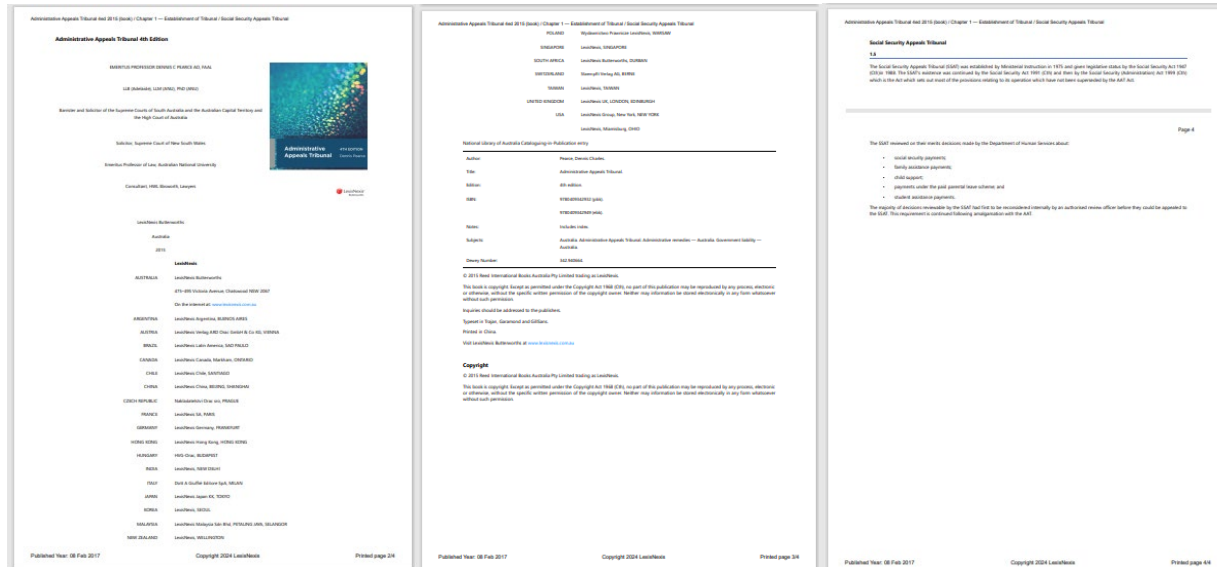 Administrative Appeals Tribunal 4ed 2015 (book) / Chapter 1 — Establishment of Tribunal / Social Security Appeals Tribunal
Administrative Appeals Tribunal 4th Edition
EMERITUS PROFESSOR DENNIS C PEARCE AO, FAAL
LLB (Adelaide), LLM (ANU), PhD (ANU)
Barrister and Solicitor of the Supreme Courts of South Australia and the Australian Capital Territory and
the High Court of Australia
Solicitor, Supreme Court of New South Wales
Emeritus Professor of Law, Australian National University
Consultant, HWL Ebsworth, Lawyers
Administrative
Appeals Tribunal
4TH EDITION
Dennis Pearce
LexisNexis
LexisNexis Butterworths
Australia
2015
LexisNexis
AUSTRALIA LexisNexis Butterworths
475–495 Victoria Avenue, Chatswood NSW 2067
On the internet at: www.lexisnexis.com.au
ARGENTINA LexisNexis Argentina, BUENOS AIRES
AUSTRIA LexisNexis Verlag ARD Orac GmbH & Co KG, VIENNA
BRAZIL LexisNexis Latin America, SAO PAULO
CANADA LexisNexis Canada, Markham, ONTARIO
CHILE LexisNexis Chile, SANTIAGO
CHINA LexisNexis China, BEIJING, SHANGHAI
CZECH REPUBLIC Nakladatelství Orac sro, PRAGUE
FRANCE LexisNexis SA, PARIS
GERMANY LexisNexis Germany, FRANKFURT
HONG KONG LexisNexis Hong Kong, HONG KONG
HUNGARY HVG-Orac, BUDAPEST
INDIA LexisNexis, NEW DELHI
ITALY Dott A Giuffrè Editore SpA, MILAN
JAPAN LexisNexis Japan KK, TOKYO
KOREA LexisNexis, SEOUL
MALAYSIA LexisNexis Malaysia Sdn Bhd, PETALING JAYA, SELANGOR
NEW ZEALAND LexisNexis, WELLINGTON
Published Year: 08 Feb 2017 Copyright 2024 LexisNexis Printed page 2/4
Administrative Appeals Tribunal 4ed 2015 (book) / Chapter 1 — Establishment of Tribunal / Social Security Appeals Tribunal
POLAND Wydawnictwo Prawnicze LexisNexis, WARSAW
SINGAPORE LexisNexis, SINGAPORE
SOUTH AFRICA LexisNexis Butterworths, DURBAN
SWITZERLAND Staempfli Verlag AG, BERNE
TAIWAN LexisNexis, TAIWAN
UNITED KINGDOM LexisNexis UK, LONDON, EDINBURGH
USA LexisNexis Group, New York, NEW YORK
LexisNexis, Miamisburg, OHIO
National Library of Australia Cataloguing-in-Publication entry
Author: Pearce, Dennis Charles.
Title: Administrative Appeals Tribunal.
Edition: 4th edition
ISBN: 9780409342932 (pbk).
9780409342949 (ebk).
Notes: Includes index.
Subjects: Australia. Administrative Appeals Tribunal. Administrative remedies — Australia. Government liability —
Australia.
Dewey Number: 342.940664.
© 2015 Reed International Books Australia Pty Limited trading as LexisNexis.
This book is copyright. Except as permitted under the Copyright Act 1968 (Cth), no part of this publication may be reproduced by any process, electronic
or otherwise, without the specific written permission of the copyright owner. Neither may information be stored electronically in any form whatsoever
without such permission.
Inquiries should be addressed to the publishers.
Typeset in Trajan, Garamond and GillSans.
Printed in China.
Visit LexisNexis Butterworths at www.lexisnexis.com.au
Copyright
© 2015 Reed International Books Australia Pty Limited trading as LexisNexis.
This book is copyright. Except as permitted under the Copyright Act 1968 (Cth), no part of this publication may be reproduced by any process, electronic
or otherwise, without the specific written permission of the copyright owner. Neither may information be stored electronically in any form whatsoever
without such permission.
Published Year: 08 Feb 2017 Copyright 2024 LexisNexis Printed page 3/4
Administrative Appeals Tribunal 4ed 2015 (book) / Chapter 1 — Establishment of Tribunal / Social Security Appeals Tribunal
Social Security Appeals Tribunal
The Social Security Appeals Tribunal (SSAT) was established by Ministerial Instruction in 1975 and given legislative status by the Social Security Act 1947
(Cth)in 1988. The SSAT's existence was continued by the Social Security Act 1991 (Cth) and then by the Social Security (Administration) Act 1999 (Cth)
which is the Act which sets out most of the provisions relating to its operation which have not been superseded by the AAT Act.
Page 4
The SSAT reviewed on their merits decisions made by the Department of Human Services about:
• social security payments;
• family assistance payments;
• child support;
• payments under the paid parental leave scheme; and
• student assistance payments.
The majority of decisions reviewable by the SSAT had first to be reconsidered internally by an authorised review officer before they could be appealed to
the SSAT. This requirement is continued following amalgamation with the AAT.
Published Year: 08 Feb 2017 Copyright 2024 LexisNexis Printed page 4/4